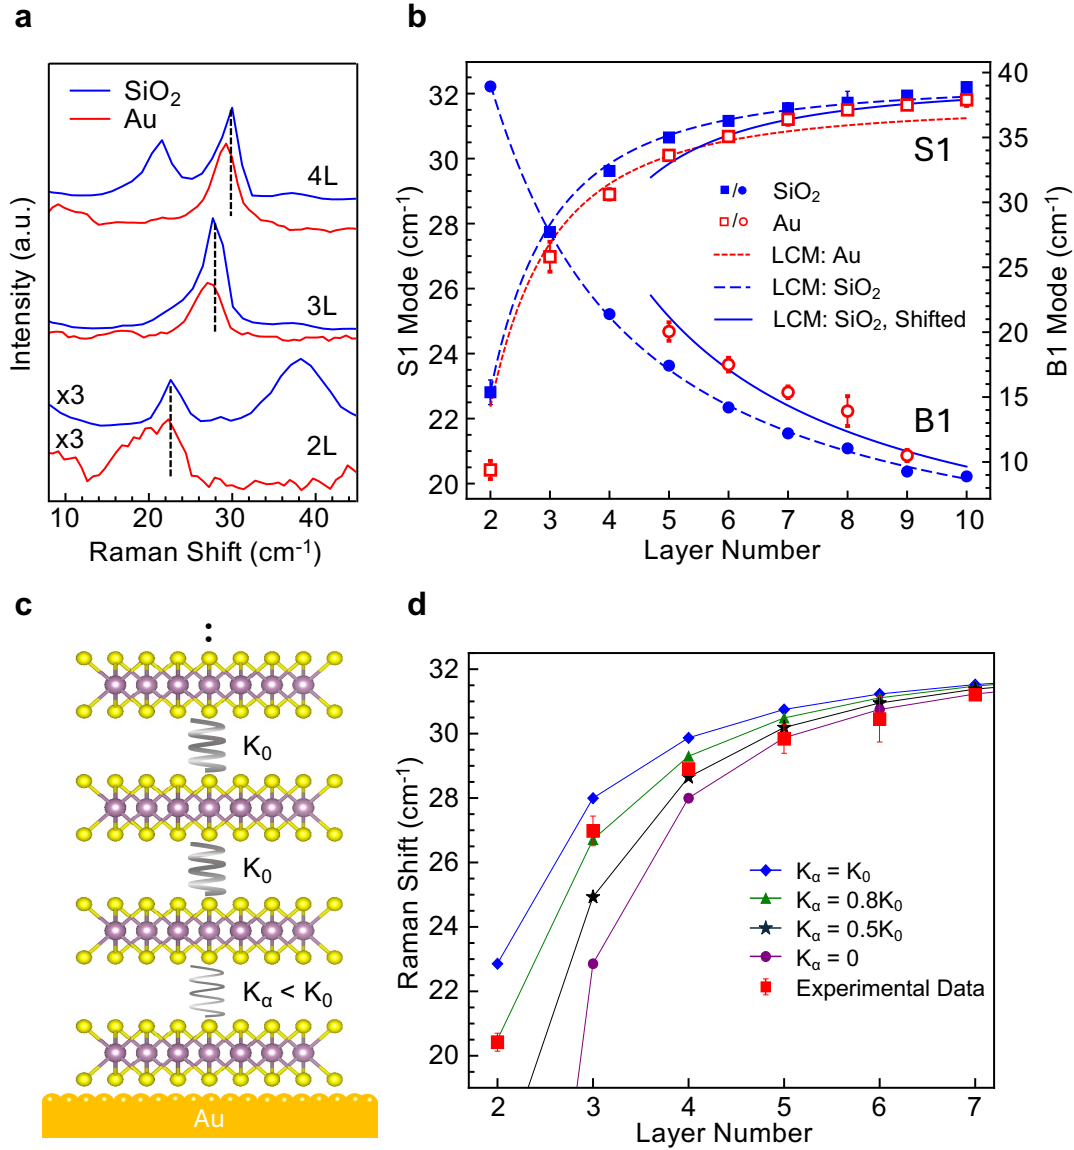 a
SiO₂
Au
4L
3L
x3
x3
2L
10 20 30 40
Raman Shift (cm⁻¹)
Intensity (a.u.)
b
32
30
28
26
24
22
20
S1 Mode (cm⁻¹)
40
35
30
25
20
15
10
B1 Mode (cm⁻¹)
S1
SiO₂
Au
LCM: Au
LCM: SiO₂
LCM: SiO₂, Shifted
B1
2 3 4 5 6 7 8 9 10
Layer Number
c
K₀
K₀
Kα < K₀
Au
d
32
30
28
26
24
22
20
Raman Shift (cm⁻¹)
Kα = K₀
Kα = 0.8K₀
Kα = 0.5K₀
Kα = 0
Experimental Data
2 3 4 5 6 7
Layer Number